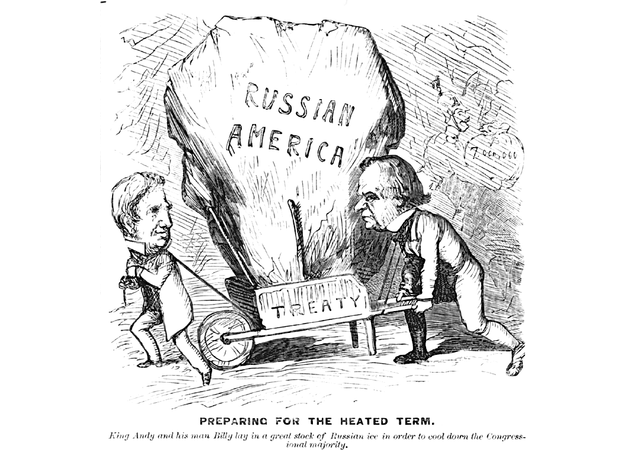 RUSSIAN
AMERICA
TREATY
PREPARING FOR THE HEATED TERM.
King Andy and his man Billy lay in a great stock of Russian ice in order to cool down the Congress-
ional majority.